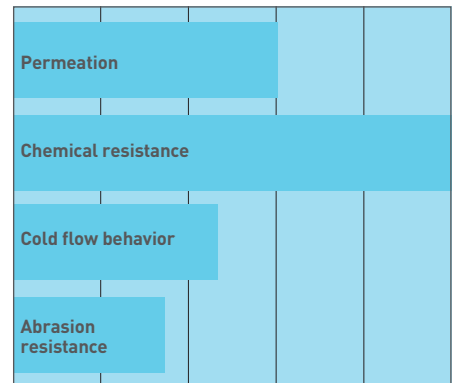 Permeation
Chemical resistance
Cold flow behavior
Abrasion
resistance